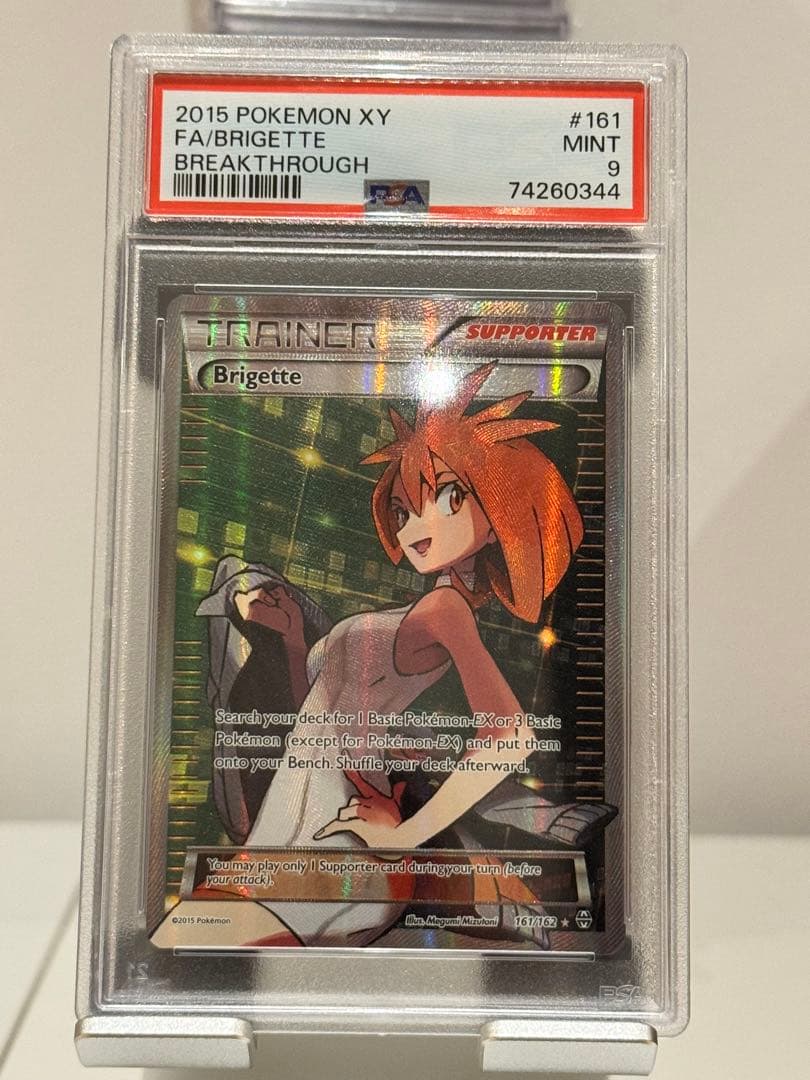 2015 POKEMON XY #161
FA/BRIGETTE MINT
BREAKTHROUGH 9
PSA 74260344
TRAINER SUPPORTER
Brigette
Search your deck for 1 Basic Pokémon-EX or 3 Basic
Pokémon (except for Pokémon-EX) and put them
onto your Bench. Shuffle your deck afterward.
You may play only 1 Supporter card during your turn (before
your attack).
©2015 Pokémon Illus. Megumi Mizutani 161/162
PSA